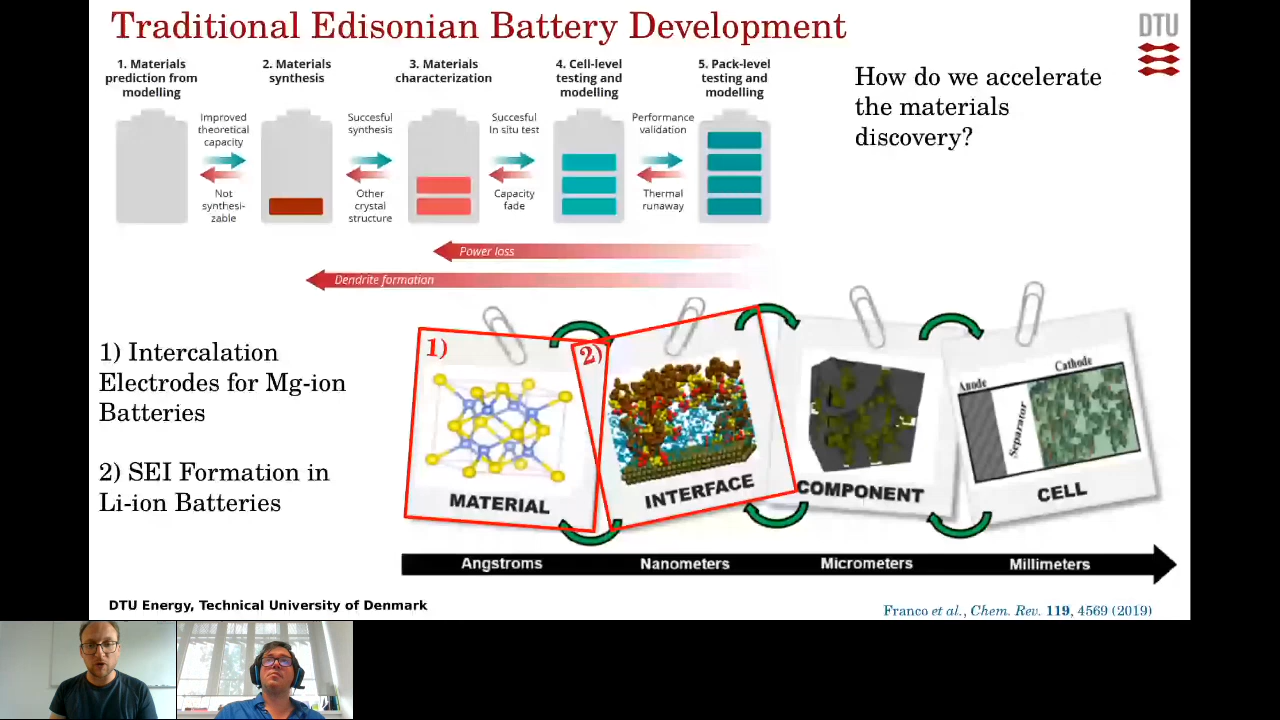 Traditional Edisonian Battery Development
DTU
1. Materials
prediction from
modelling
2. Materials
synthesis
3. Materials
characterization
4. Cell-level
testing and
modelling
5. Pack-level
testing and
modelling
How do we accelerate
the materials
discovery?
Improved
theoretical
capacity
Succesful
synthesis
Succesful
In situ test
Performance
validation
Not
synthesi-
zable
Other
crystal
structure
Capacity
fade
Thermal
runaway
Power loss
Dendrite formation
1) Intercalation
Electrodes for Mg-ion
Batteries
2) SEI Formation in
Li-ion Batteries
1)
2)
Anode
Separator
Cathode
MATERIAL
INTERFACE
COMPONENT
CELL
Angstroms
Nanometers
Micrometers
Millimeters
DTU Energy, Technical University of Denmark
Franco et al., Chem. Rev. 119, 4569 (2019)